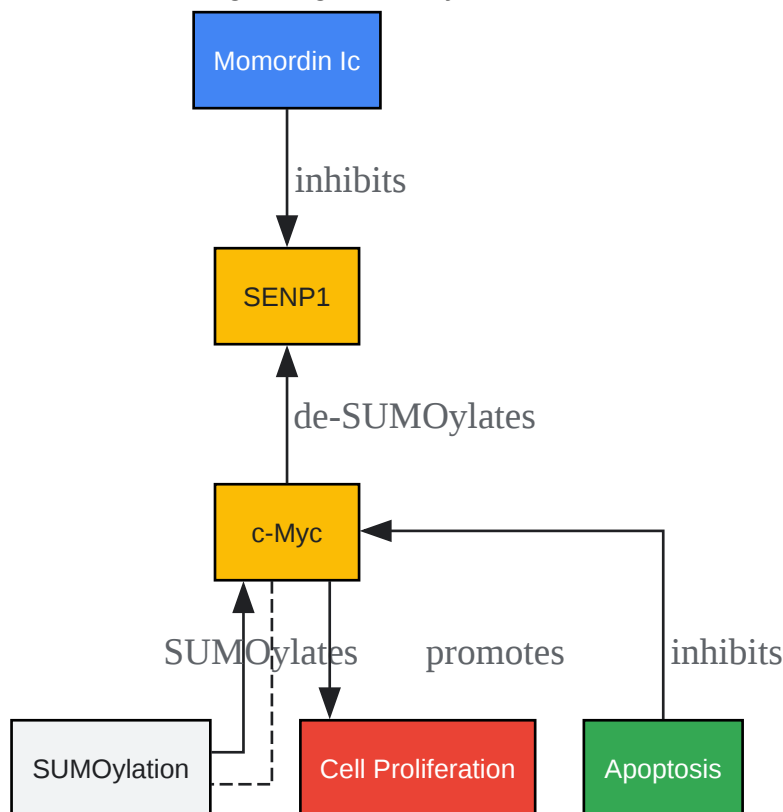 Momordin Ic
inhibits
SENP1
de-SUMOylates
c-Myc
SUMOylates
promotes
inhibits
SUMOylation
Cell Proliferation
Apoptosis